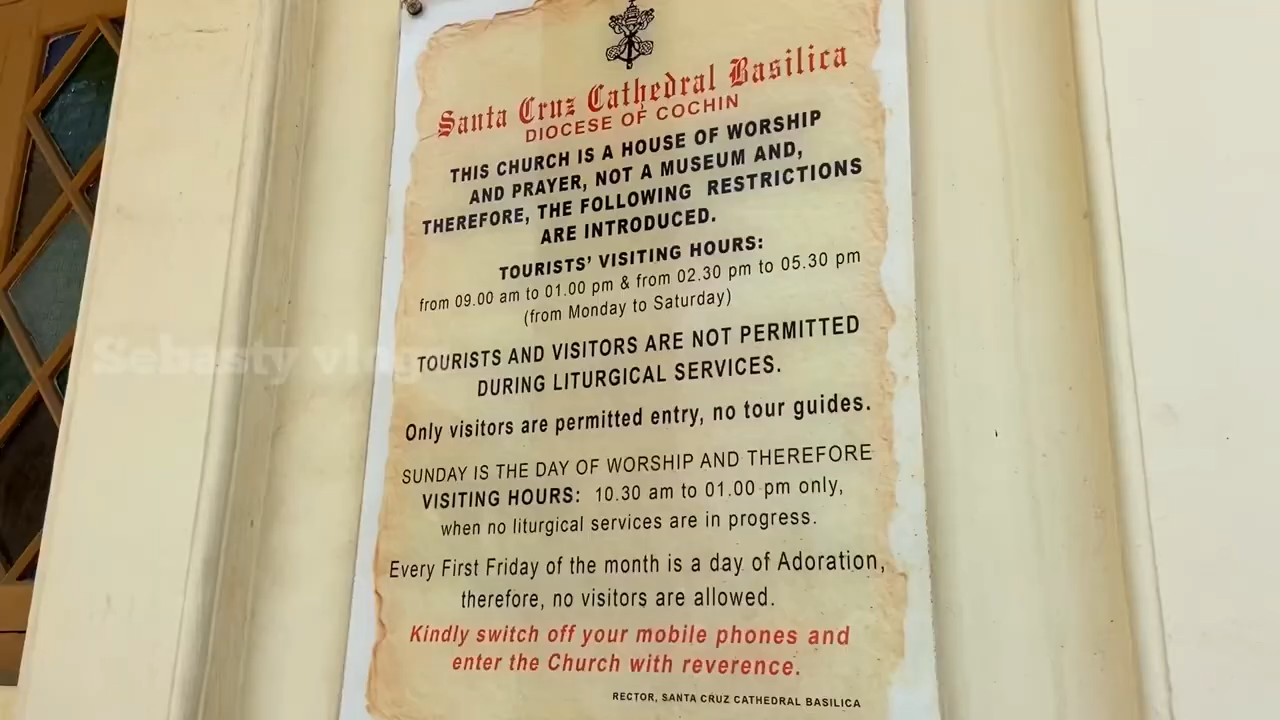 Santa Cruz Cathedral Basilica
DIOCESE OF COCHIN
THIS CHURCH IS A HOUSE OF WORSHIP
AND PRAYER, NOT A MUSEUM AND,
THEREFORE, THE FOLLOWING RESTRICTIONS
ARE INTRODUCED.
TOURISTS' VISITING HOURS:
from 09.00 am to 01.00 pm & from 02.30 pm to 05.30 pm
(from Monday to Saturday)
Sebasty vlogs
TOURISTS AND VISITORS ARE NOT PERMITTED
DURING LITURGICAL SERVICES.
Only visitors are permitted entry, no tour guides.
SUNDAY IS THE DAY OF WORSHIP AND THEREFORE
VISITING HOURS: 10.30 am to 01.00 pm only,
when no liturgical services are in progress.
Every First Friday of the month is a day of Adoration,
therefore, no visitors are allowed.
Kindly switch off your mobile phones and
enter the Church with reverence.
RECTOR, SANTA CRUZ CATHEDRAL BASILICA